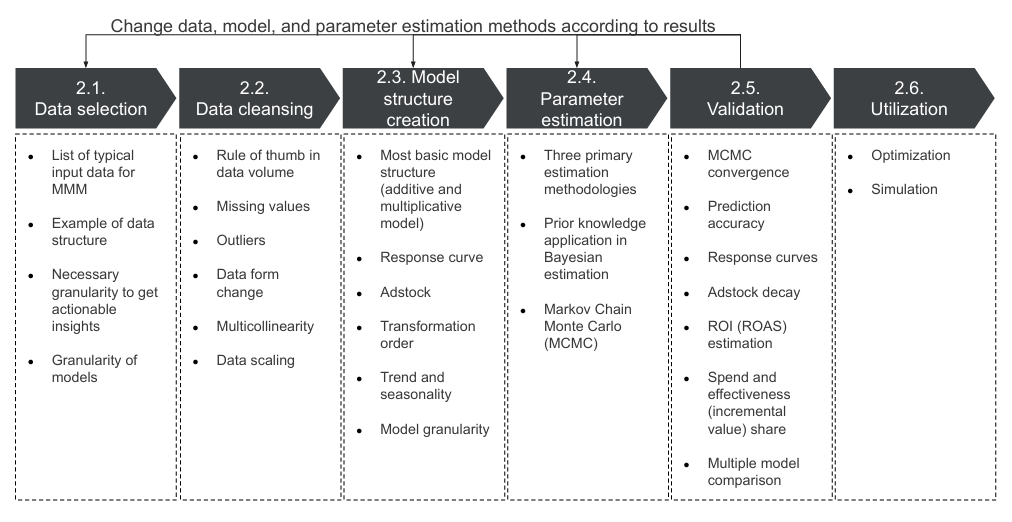 Change data, model, and parameter estimation methods according to results
2.1.
Data selection
2.2.
Data cleansing
2.3. Model
structure
creation
2.4.
Parameter
estimation
2.5.
Validation
2.6.
Utilization
• List of typical
input data for
MMM
• Example of data
structure
• Necessary
granularity to get
actionable
insights
• Granularity of
models
• Rule of thumb in
data volume
• Missing values
• Outliers
• Data form
change
• Multicollinearity
• Data scaling
• Most basic model
structure
(additive and
multiplicative
model)
• Response curve
• Adstock
• Transformation
order
• Trend and
seasonality
• Model granularity
• Three primary
estimation
methodologies
• Prior knowledge
application in
Bayesian
estimation
• Markov Chain
Monte Carlo
(MCMC)
• MCMC
convergence
• Prediction
accuracy
• Response curves
• Adstock decay
• ROI (ROAS)
estimation
• Spend and
effectiveness
(incremental
value) share
• Multiple model
comparison
• Optimization
• Simulation